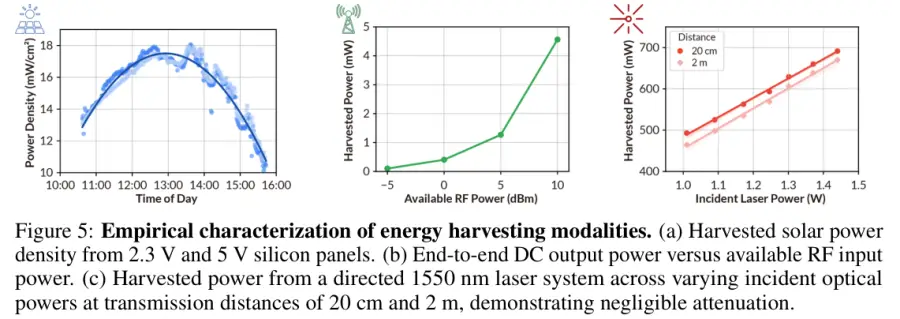 Power Density (mW/cm²)
18
16
14
12
10
10:00 11:00 12:00 13:00 14:00 15:00 16:00
Time of Day
Harvested Power (mW)
5
4
3
2
1
0
−5 0 5 10
Available RF Power (dBm)
Harvested Power (mW)
700
600
500
400
Distance
20 cm
2 m
1.0 1.1 1.2 1.3 1.4 1.5
Incident Laser Power (W)
Figure 5: Empirical characterization of energy harvesting modalities. (a) Harvested solar power
density from 2.3 V and 5 V silicon panels. (b) End-to-end DC output power versus available RF input
power. (c) Harvested power from a directed 1550 nm laser system across varying incident optical
powers at transmission distances of 20 cm and 2 m, demonstrating negligible attenuation.